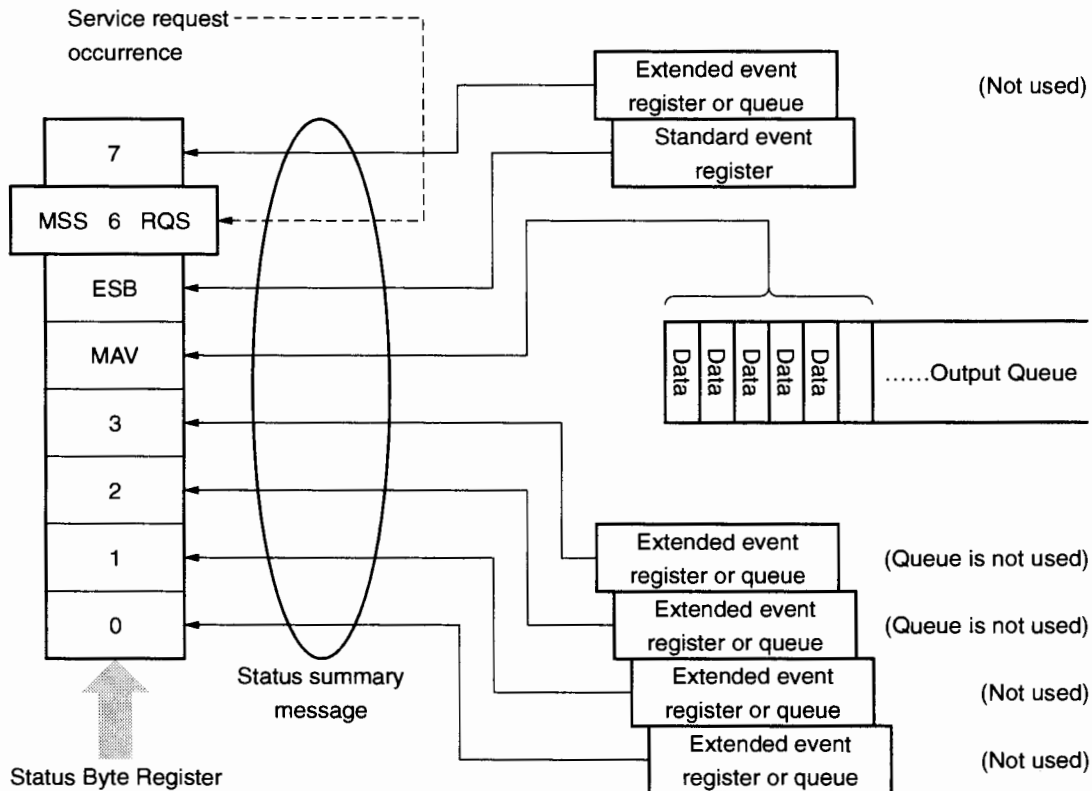 Service request
occurrence
Extended event
register or queue
(Not used)
Standard event
register
7
MSS 6 RQS
ESB
MAV
3
2
1
0
Data
Data
Data
Data
Data
......Output Queue
Extended event
register or queue
(Queue is not used)
Extended event
register or queue
(Queue is not used)
Extended event
register or queue
(Not used)
Extended event
register or queue
(Not used)
Status summary
message
Status Byte Register